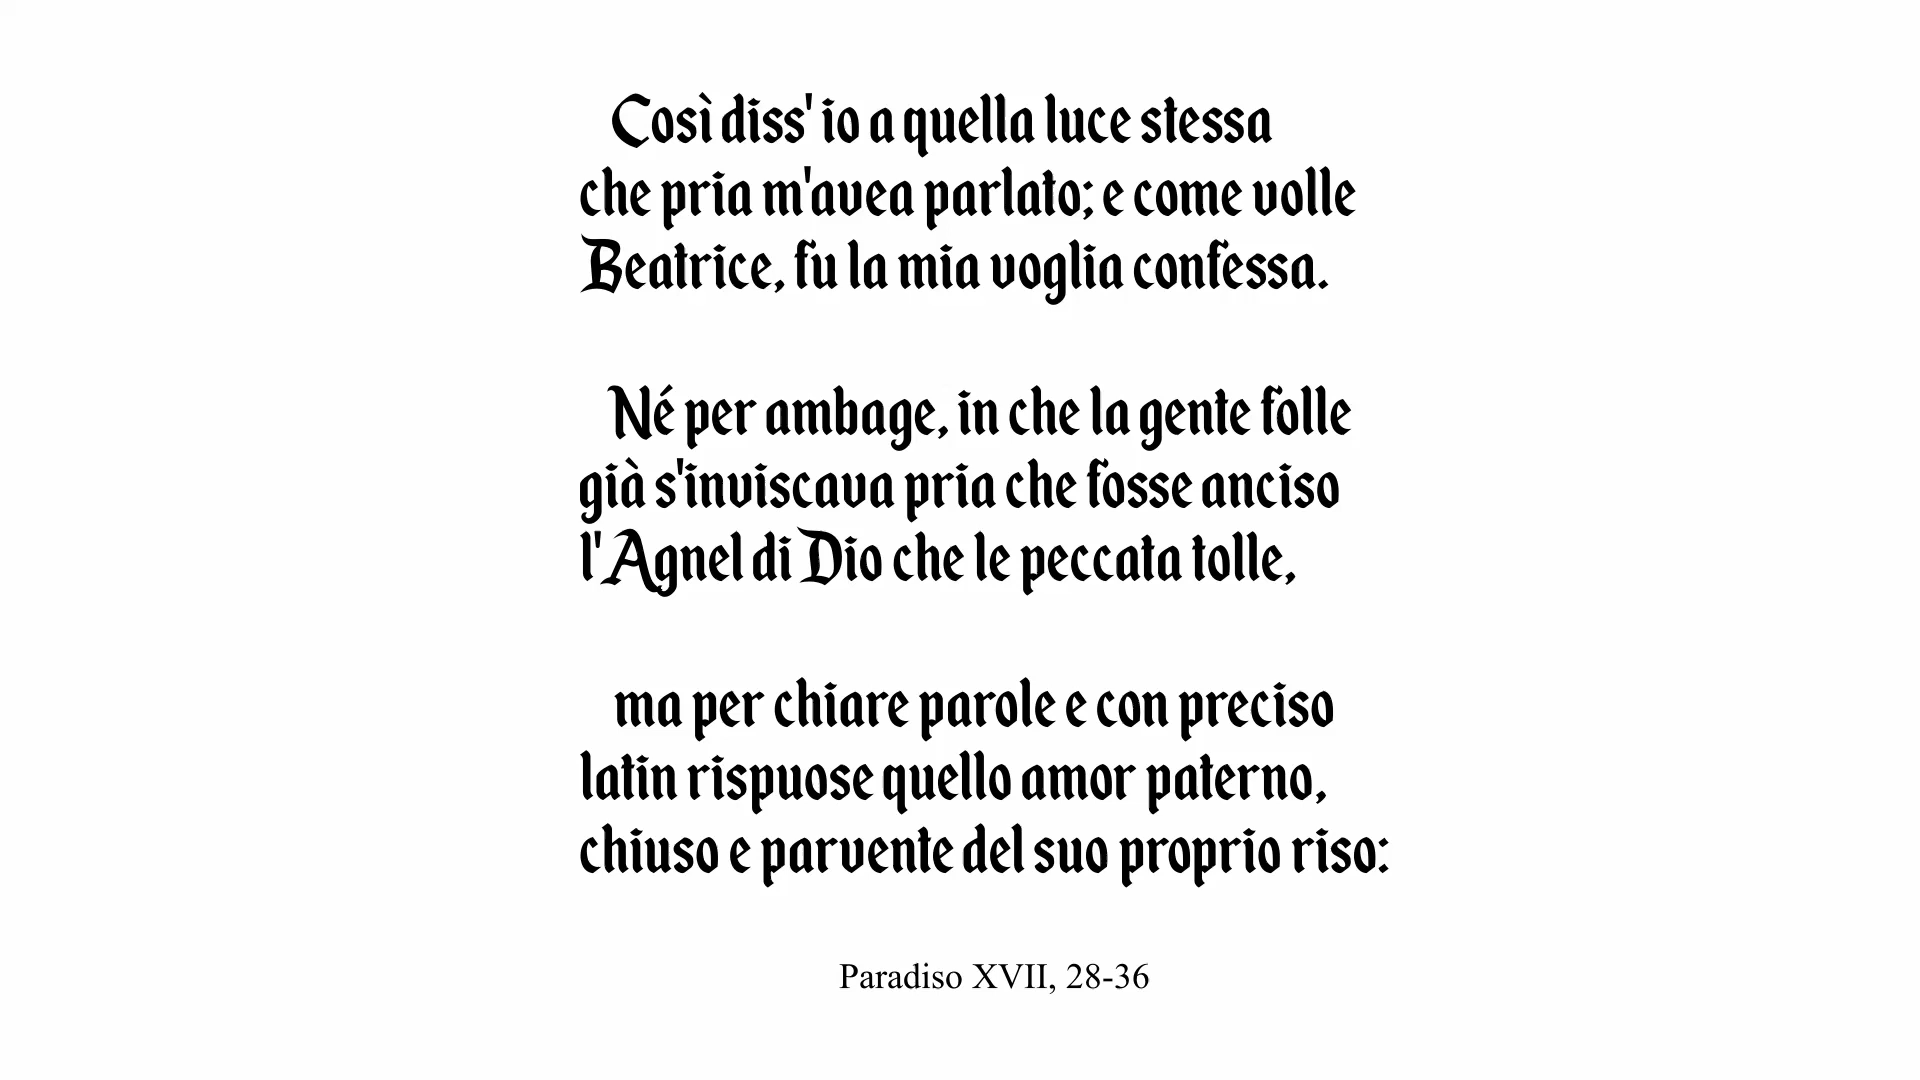 Così diss' io a quella luce stessa
che pria m'avea parlato; e come volle
Beatrice, fu la mia voglia confessa.
Né per ambage, in che la gente folle
già s'inviscava pria che fosse anciso
l'Agnel di Dio che le peccata tolle,
ma per chiare parole e con preciso
latin rispuose quello amor paterno,
chiuso e parvente del suo proprio riso:
Paradiso XVII, 28-36